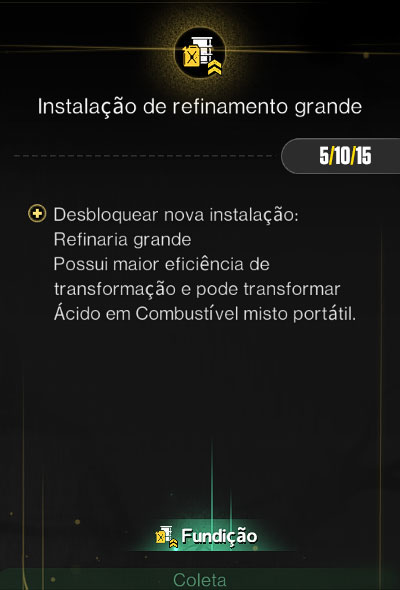 Instalação de refinamento grande
5/10/15
Desbloquear nova instalação:
Refinaria grande
Possui maior eficiência de
transformação e pode transformar
Ácido em Combustível misto portátil.
Fundição
Coleta